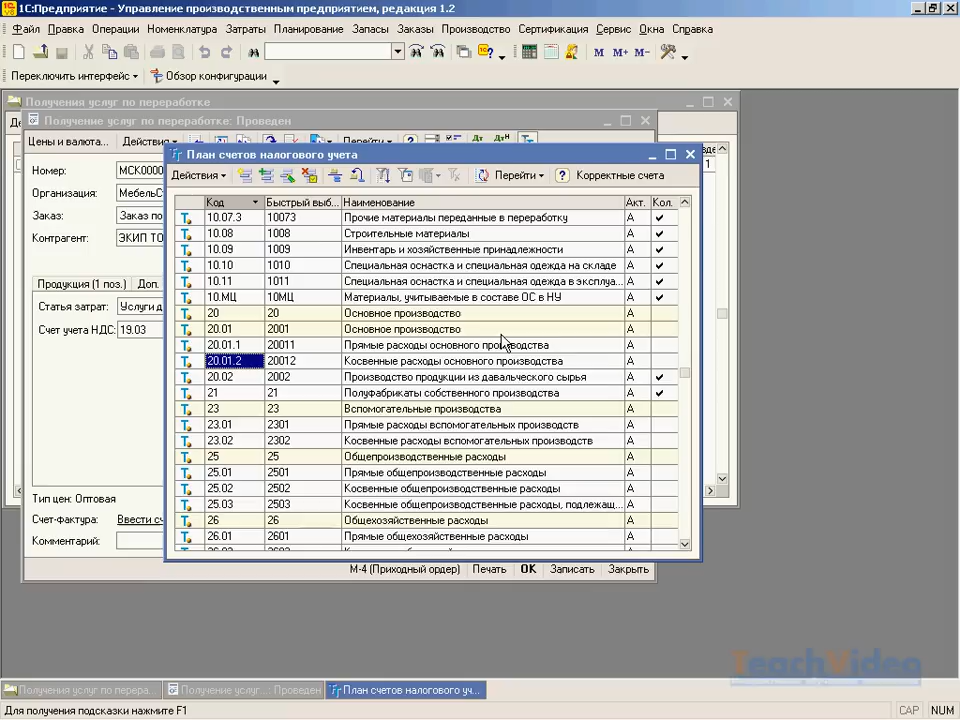 1С:Предприятие - Управление производственным предприятием, редакция 1.2
Файл Правка Операции Номенклатура Затраты Планирование Запасы Заказы Производство Сертификация Сервис Окна Справка
M M+ M-
Переключить интерфейс Обзор конфигурации
Получения услуг по переработке
Получение услуг по переработке: Проведен
Цены и валюта... Действия Перейти
План счетов налогового учета
Действия Перейти Корректные счета
Номер: МСК0000
Организация: МебельС
Заказ: Заказ по
Контрагент: ЭКИП ТО
Продукция (1 поз.) Доп.
Статья затрат: Услуги д
Счет учета НДС: 19.03
Тип цен: Оптовая
Счет-фактура: Ввести сч
Комментарий:
Код Быстрый выб... Наименование Акт. Кол.
10.07.3 10073 Прочие материалы переданные в переработку А
10.08 1008 Строительные материалы А
10.09 1009 Инвентарь и хозяйственные принадлежности А
10.10 1010 Специальная оснастка и специальная одежда на складе А
10.11 1011 Специальная оснастка и специальная одежда в эксплуа... А
10.МЦ 10МЦ Материалы, учитываемые в составе ОС в НУ А
20 20 Основное производство А
20.01 2001 Основное производство А
20.01.1 20011 Прямые расходы основного производства А
20.01.2 20012 Косвенные расходы основного производства А
20.02 2002 Производство продукции из давальческого сырья А
21 21 Полуфабрикаты собственного производства А
23 23 Вспомогательные производства А
23.01 2301 Прямые расходы вспомогательных производств А
23.02 2302 Косвенные расходы вспомогательных производств А
25 25 Общепроизводственные расходы А
25.01 2501 Прямые общепроизводственные расходы А
25.02 2502 Косвенные общепроизводственные расходы А
25.03 2503 Косвенные общепроизводственные расходы, подлежащ... А
26 26 Общехозяйственные расходы А
26.01 2601 Прямые общехозяйственные расходы А
М-4 (Приходный ордер) Печать OK Записать Закрыть
TeachVideo
Получения услуг по перера... Получение услуг ...: Проведен План счетов налогового уч...
Для получения подсказки нажмите F1 CAP NUM